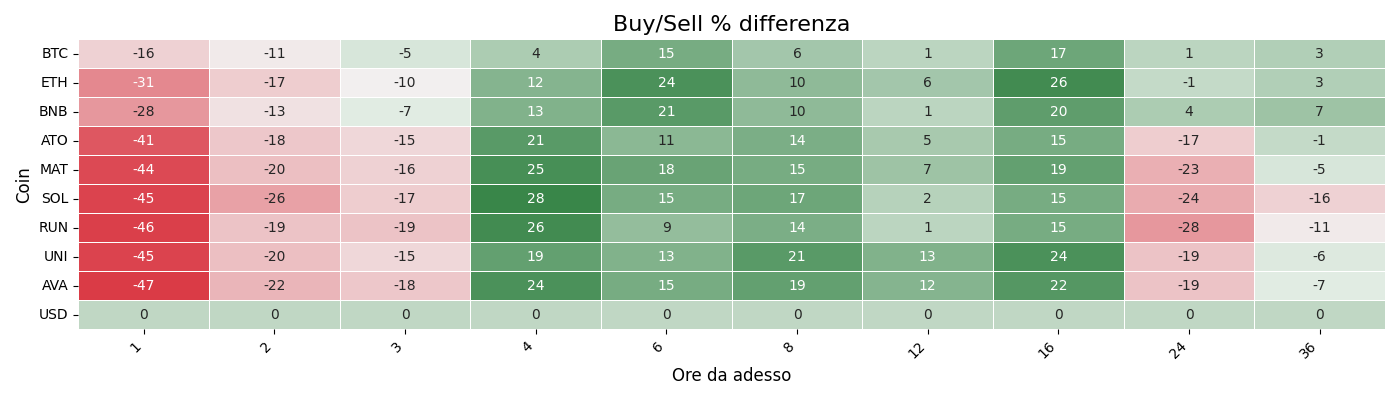 Buy/Sell % differenza
Coin
BTC -16 -11 -5 4 15 6 1 17 1 3
ETH -31 -17 -10 12 24 10 6 26 -1 3
BNB -28 -13 -7 13 21 10 1 20 4 7
ATO -41 -18 -15 21 11 14 5 15 -17 -1
MAT -44 -20 -16 25 18 15 7 19 -23 -5
SOL -45 -26 -17 28 15 17 2 15 -24 -16
RUN -46 -19 -19 26 9 14 1 15 -28 -11
UNI -45 -20 -15 19 13 21 13 24 -19 -6
AVA -47 -22 -18 24 15 19 12 22 -19 -7
USD 0 0 0 0 0 0 0 0 0 0
1 2 3 4 6 8 12 16 24 36
Ore da adesso